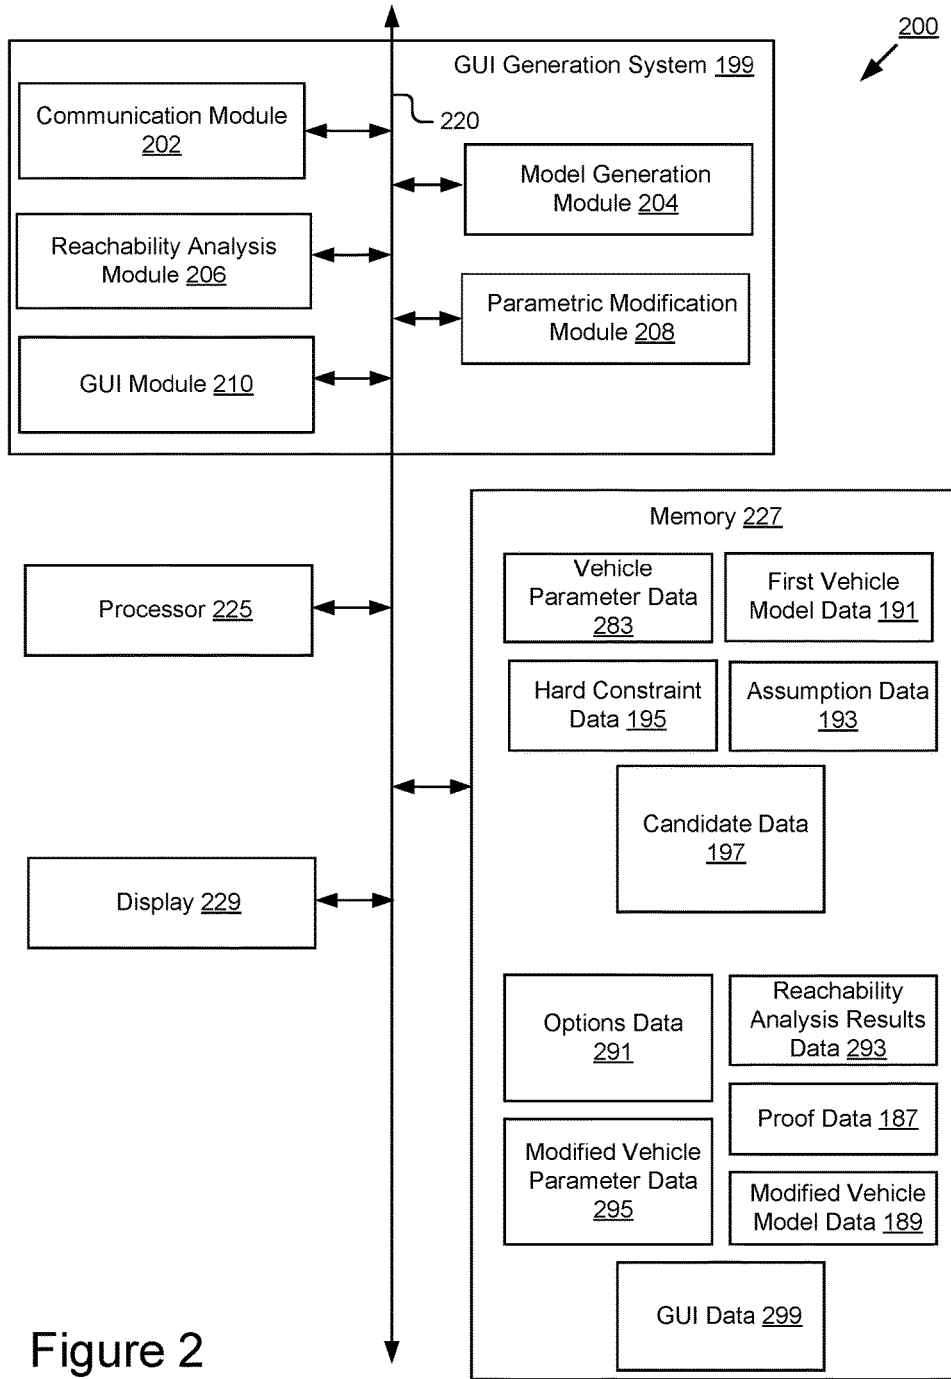 200
GUI Generation System 199
Communication Module
202
220
Model Generation
Module 204
Reachability Analysis
Module 206
Parametric Modification
Module 208
GUI Module 210
Memory 227
Vehicle
Parameter Data
283
First Vehicle
Model Data 191
Processor 225
Hard Constraint
Data 195
Assumption Data
193
Candidate Data
197
Display 229
Options Data
291
Reachability
Analysis Results
Data 293
Proof Data 187
Modified Vehicle
Parameter Data
295
Modified Vehicle
Model Data 189
GUI Data 299
Figure 2